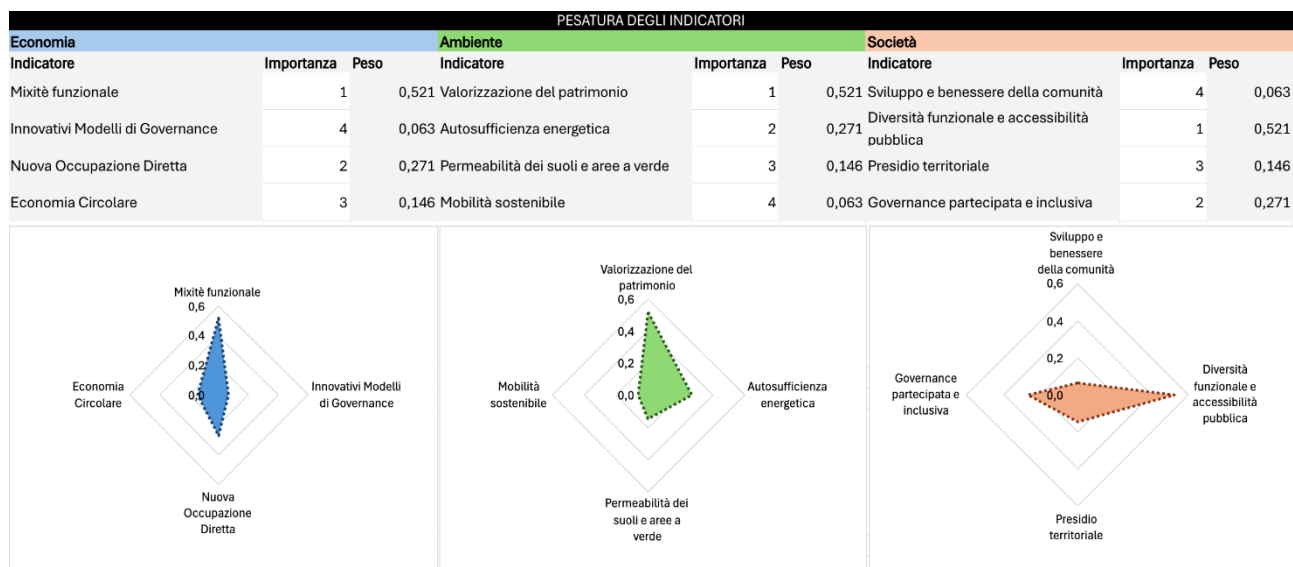 PESATURA DEGLI INDICATORI
Economia Ambiente Società
Indicatore Importanza Peso Indicatore Importanza Peso Indicatore Importanza Peso
Mixitè funzionale 1 0,521 Valorizzazione del patrimonio 1 0,521 Sviluppo e benessere della comunità 4 0,063
Innovativi Modelli di Governance 4 0,063 Autosufficienza energetica 2 0,271 Diversità funzionale e accessibilità
pubblica 1 0,521
Nuova Occupazione Diretta 2 0,271 Permeabilità dei suoli e aree a verde 3 0,146 Presidio territoriale 3 0,146
Economia Circolare 3 0,146 Mobilità sostenibile 4 0,063 Governance partecipata e inclusiva 2 0,271
Mixitè funzionale
0,6
0,4
0,2
0,0
Innovativi Modelli
di Governance
Nuova
Occupazione
Diretta
Economia
Circolare
Valorizzazione del
patrimonio
0,6
0,4
0,2
0,0
Autosufficienza
energetica
Permeabilità dei
suoli e aree a
verde
Mobilità
sostenibile
Sviluppo e
benessere
della comunità
0,6
0,4
0,2
0,0
Diversità
funzionale e
accessibilità
pubblica
Presidio
territoriale
Governance
partecipata e
inclusiva